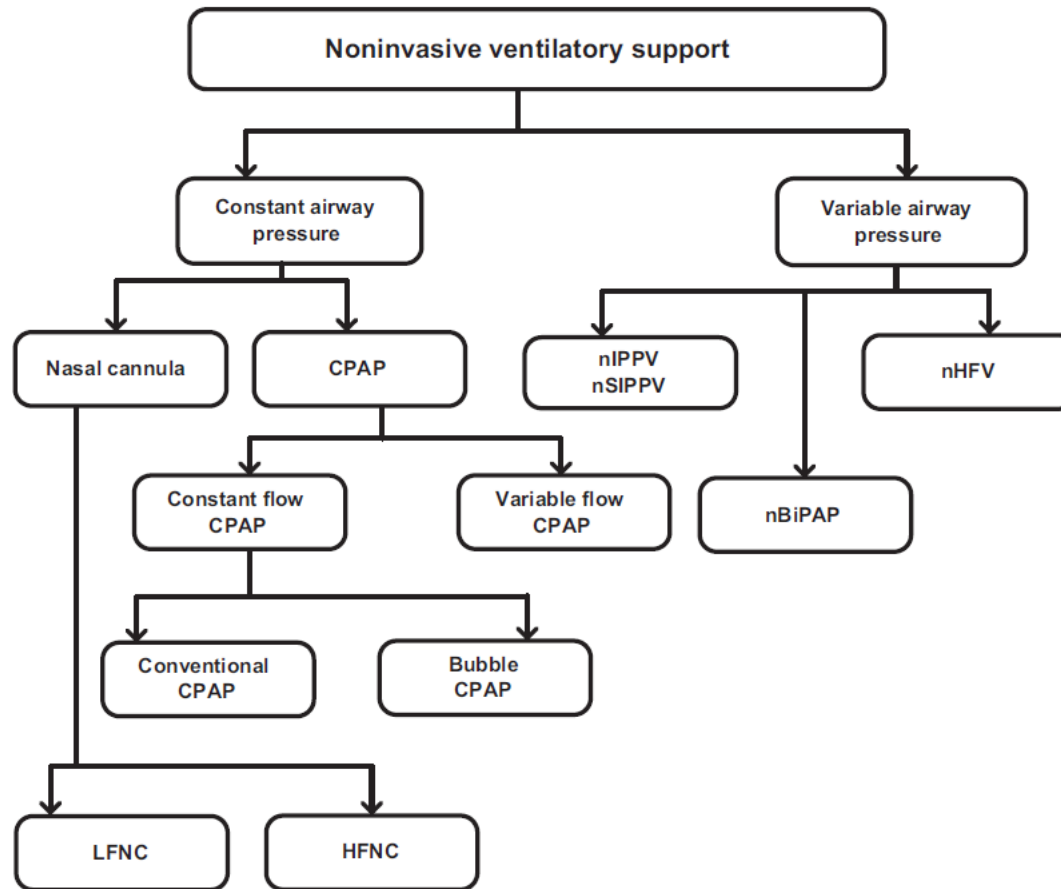 Noninvasive ventilatory support
Constant airway
pressure
Variable airway
pressure
Nasal cannula
CPAP
nIPPV
nSIPPV
nHFV
Constant flow
CPAP
Variable flow
CPAP
nBiPAP
Conventional
CPAP
Bubble
CPAP
LFNC
HFNC